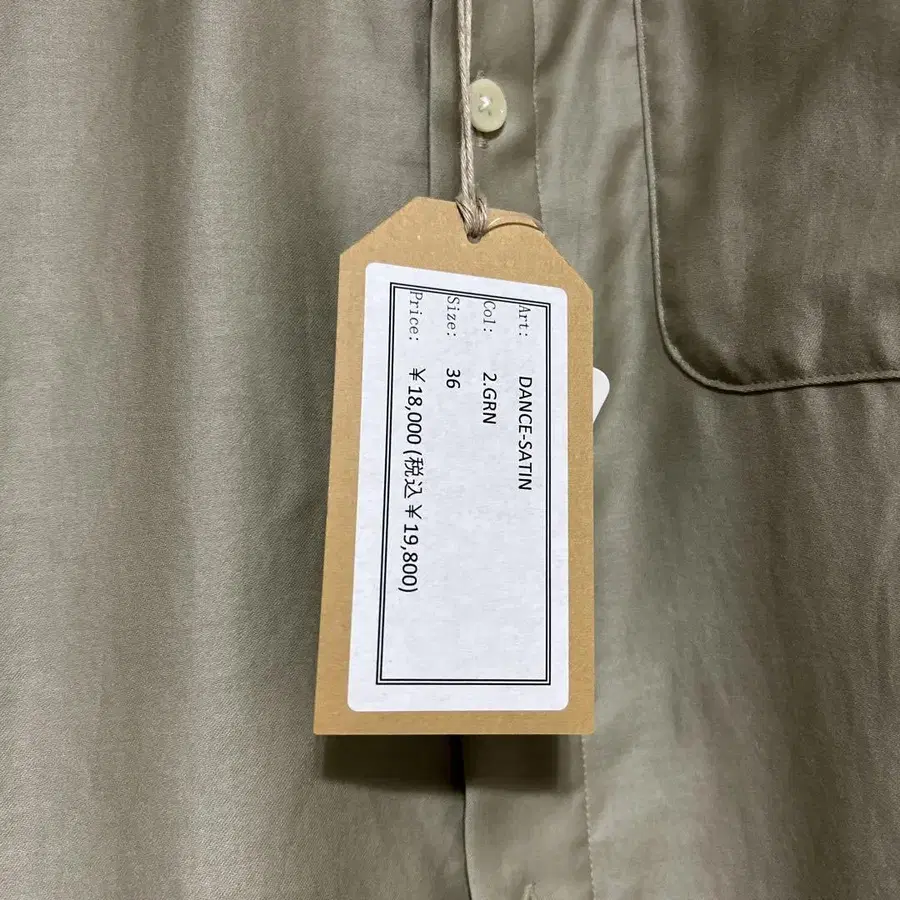 Art: DANCE-SATIN
Col: 2.GRN
Size: 36
Price: ¥18,000 (税込¥19,800)